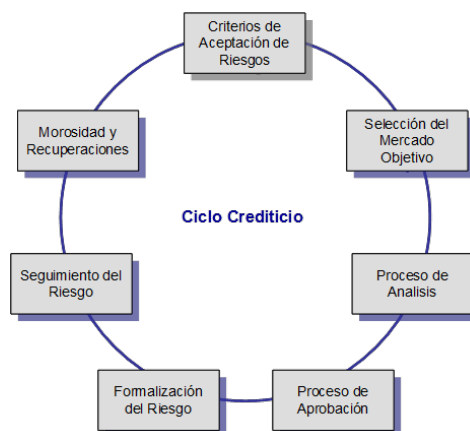 Criterios de
Aceptación de
Riesgos
Selección del
Mercado
Objetivo
Proceso de
Analisis
Proceso de
Aprobación
Formalización
del Riesgo
Seguimiento del
Riesgo
Morosidad y
Recuperaciones
Ciclo Crediticio